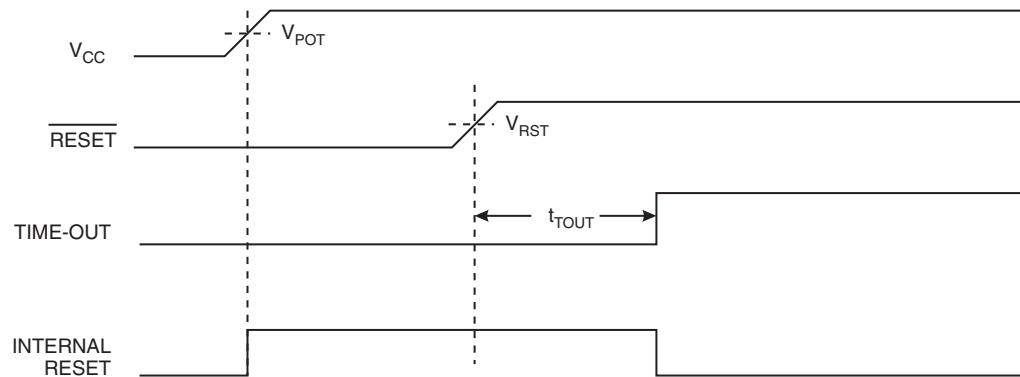 V_CC
V_POT
RESET
V_RST
TIME-OUT
t_TOUT
INTERNAL
RESET